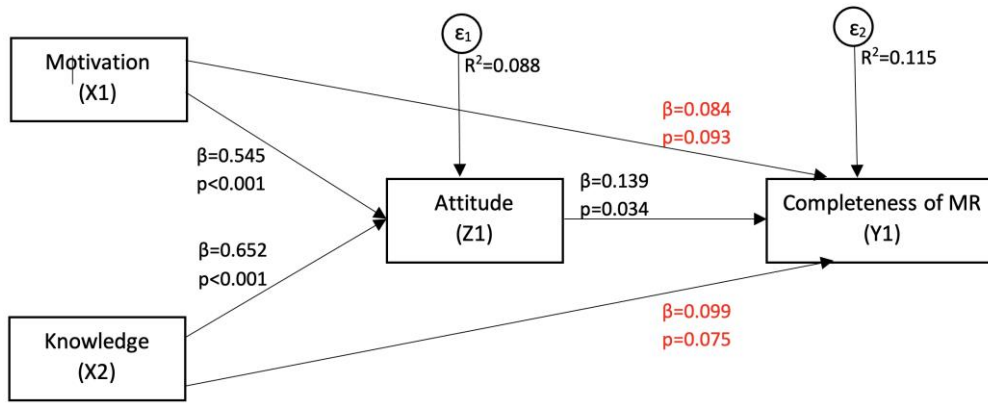 Motivation
(X1)
ε1
R²=0.088
ε2
R²=0.115
β=0.084
p=0.093
β=0.545
p<0.001
Attitude
(Z1)
β=0.139
p=0.034
Completeness of MR
(Y1)
β=0.652
p<0.001
Knowledge
(X2)
β=0.099
p=0.075